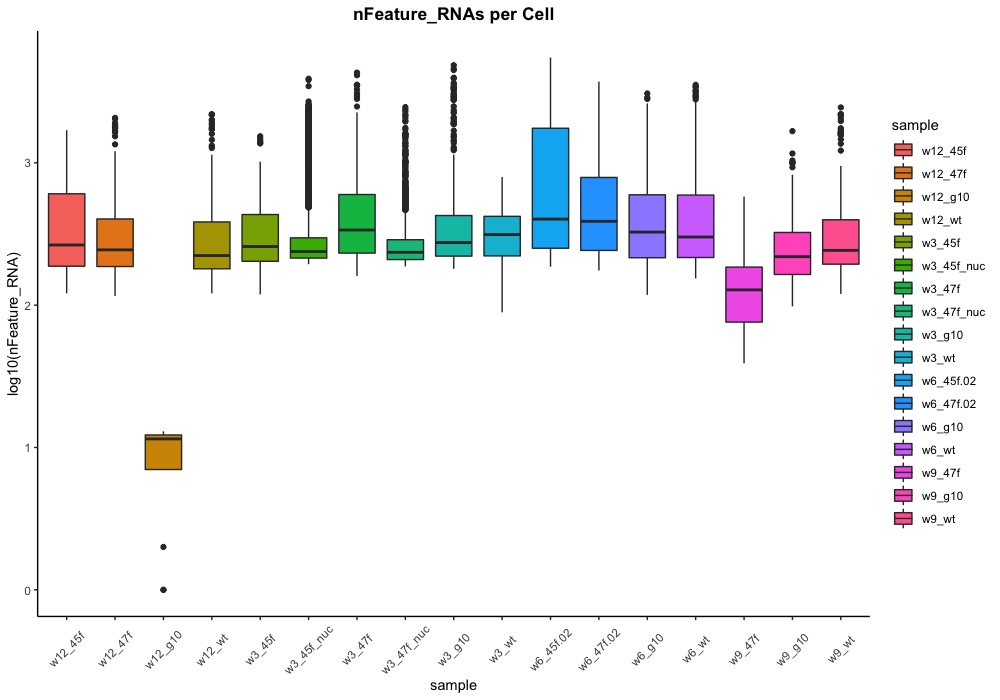 nFeature_RNAs per Cell
log10(nFeature_RNA)
3
2
1
0
w12_45f
w12_47f
w12_g10
w12_wt
w3_45f
w3_45f_nuc
w3_47f
w3_47f_nuc
w3_g10
w3_wt
w6_45f.02
w6_47f.02
w6_g10
w6_wt
w9_47f
w9_g10
w9_wt
sample
sample
w12_45f
w12_47f
w12_g10
w12_wt
w3_45f
w3_45f_nuc
w3_47f
w3_47f_nuc
w3_g10
w3_wt
w6_45f.02
w6_47f.02
w6_g10
w6_wt
w9_47f
w9_g10
w9_wt